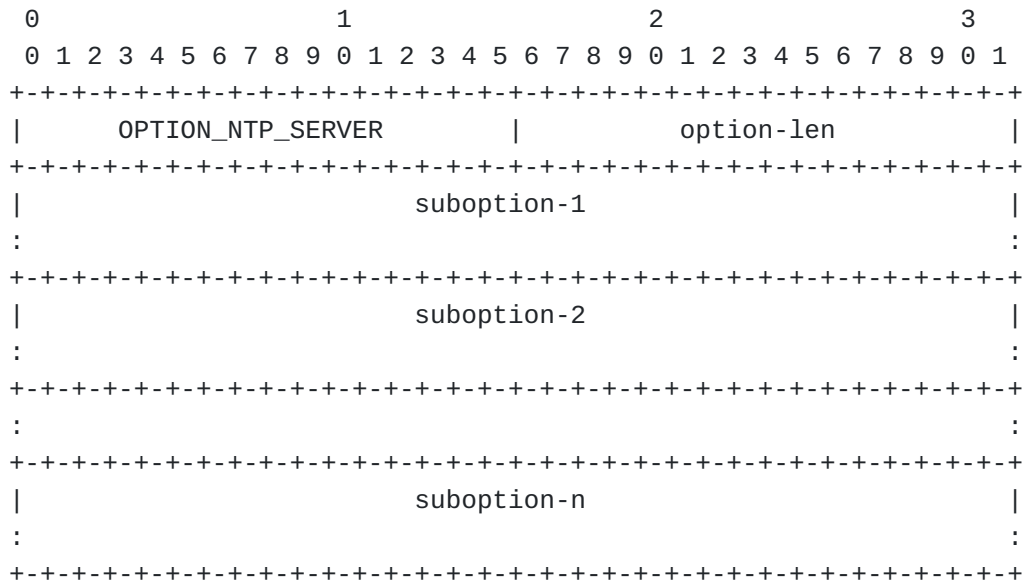 0                   1                   2                   3
 0 1 2 3 4 5 6 7 8 9 0 1 2 3 4 5 6 7 8 9 0 1 2 3 4 5 6 7 8 9 0 1
+-+-+-+-+-+-+-+-+-+-+-+-+-+-+-+-+-+-+-+-+-+-+-+-+-+-+-+-+-+-+-+-+
|      OPTION_NTP_SERVER        |          option-len           |
+-+-+-+-+-+-+-+-+-+-+-+-+-+-+-+-+-+-+-+-+-+-+-+-+-+-+-+-+-+-+-+-+
|                         suboption-1                           |
:                                                               :
+-+-+-+-+-+-+-+-+-+-+-+-+-+-+-+-+-+-+-+-+-+-+-+-+-+-+-+-+-+-+-+-+
|                         suboption-2                           |
:                                                               :
+-+-+-+-+-+-+-+-+-+-+-+-+-+-+-+-+-+-+-+-+-+-+-+-+-+-+-+-+-+-+-+-+
:                                                               :
+-+-+-+-+-+-+-+-+-+-+-+-+-+-+-+-+-+-+-+-+-+-+-+-+-+-+-+-+-+-+-+-+
|                         suboption-n                           |
:                                                               :
+-+-+-+-+-+-+-+-+-+-+-+-+-+-+-+-+-+-+-+-+-+-+-+-+-+-+-+-+-+-+-+-+